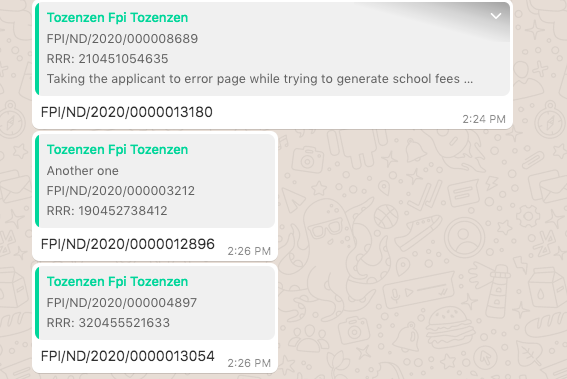 Tozenzen Fpi Tozenzen
FPI/ND/2020/000008689
RRR: 210451054635
Taking the applicant to error page while trying to generate school fees ...
FPI/ND/2020/0000013180
2:24 PM
Tozenzen Fpi Tozenzen
Another one
FPI/ND/2020/000003212
RRR: 190452738412
FPI/ND/2020/0000012896
2:26 PM
Tozenzen Fpi Tozenzen
FPI/ND/2020/000004897
RRR: 320455521633
FPI/ND/2020/0000013054
2:26 PM